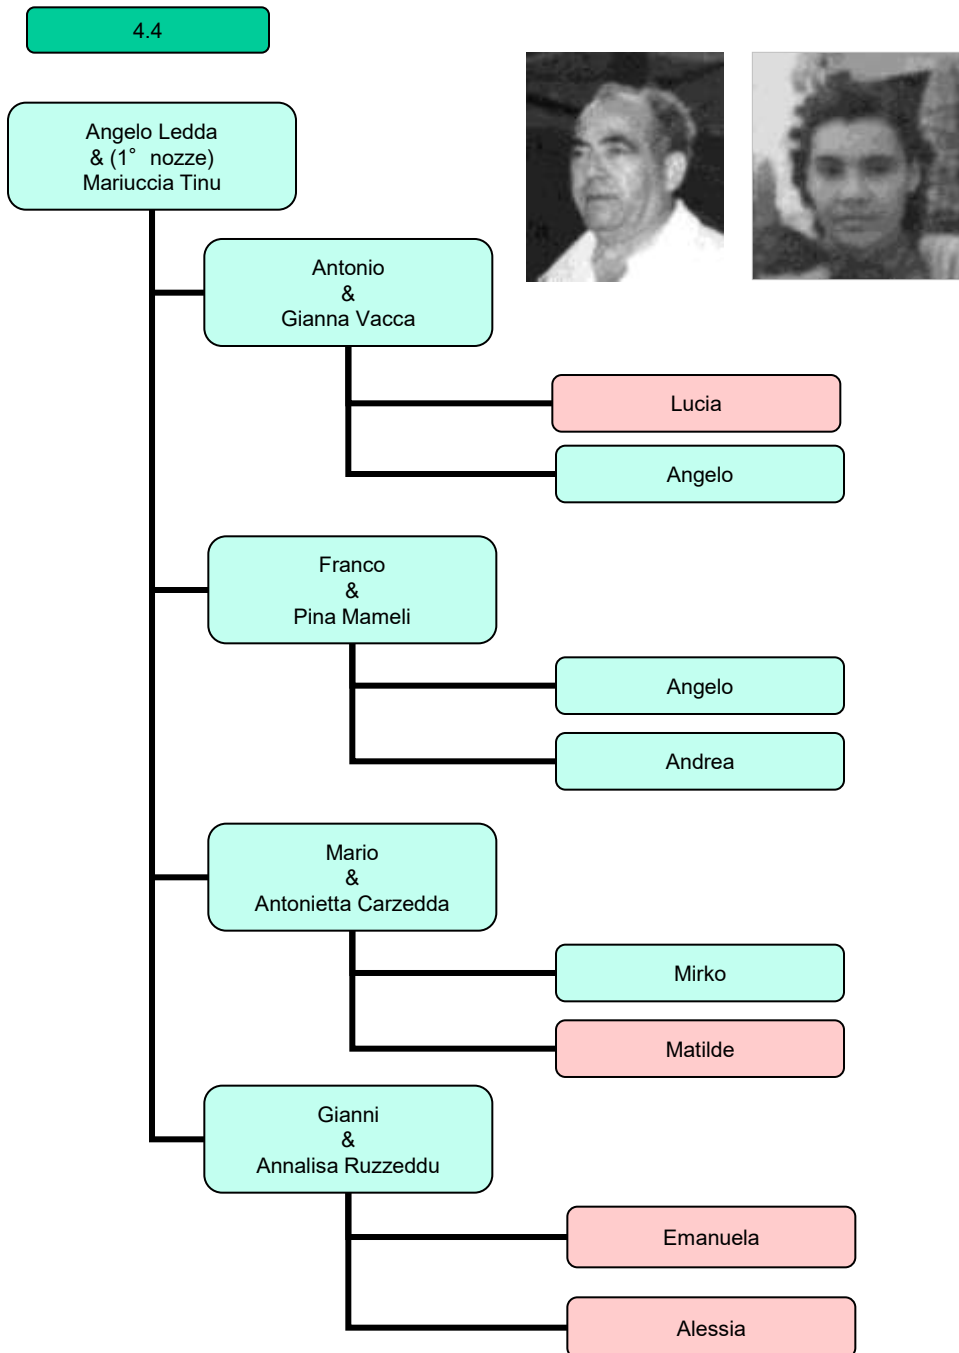 4.4
Angelo Ledda
& (1° nozze)
Mariuccia Tinu
Antonio
&
Gianna Vacca
Lucia
Angelo
Franco
&
Pina Mameli
Angelo
Andrea
Mario
&
Antonietta Carzedda
Mirko
Matilde
Gianni
&
Annalisa Ruzzeddu
Emanuela
Alessia